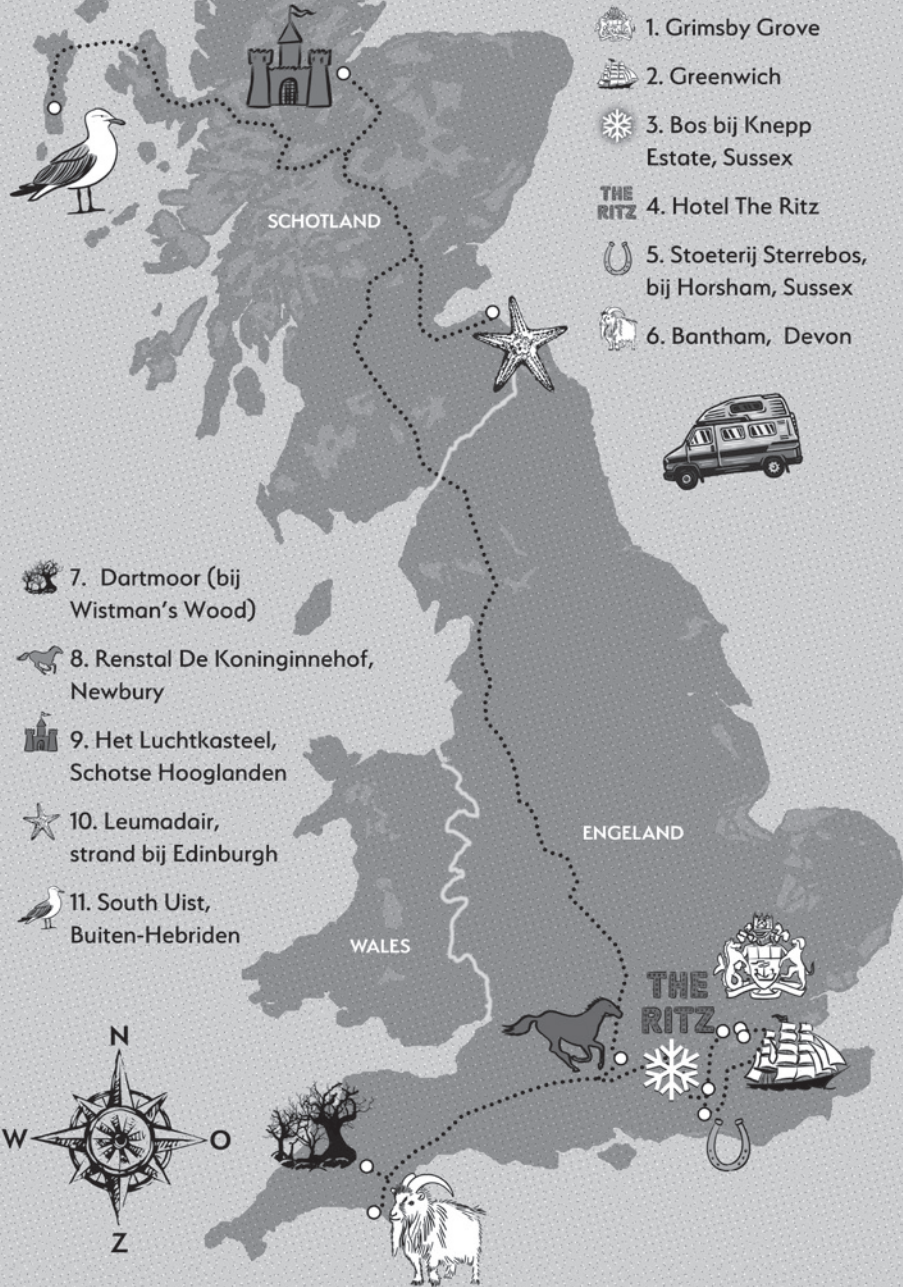 1. Grimsby Grove
2. Greenwich
3. Bos bij Knepp
Estate, Sussex
THE
RITZ
4. Hotel The Ritz
5. Stoeterij Sterrebos,
bij Horsham, Sussex
6. Bantham, Devon
SCHOTLAND
7. Dartmoor (bij
Wistman's Wood)
8. Renstal De Koninginnehof,
Newbury
9. Het Luchtkasteel,
Schotse Hooglanden
10. Leumadair,
strand bij Edinburgh
11. South Uist,
Buiten-Hebriden
ENGELAND
WALES
THE
RITZ
N
W
O
Z